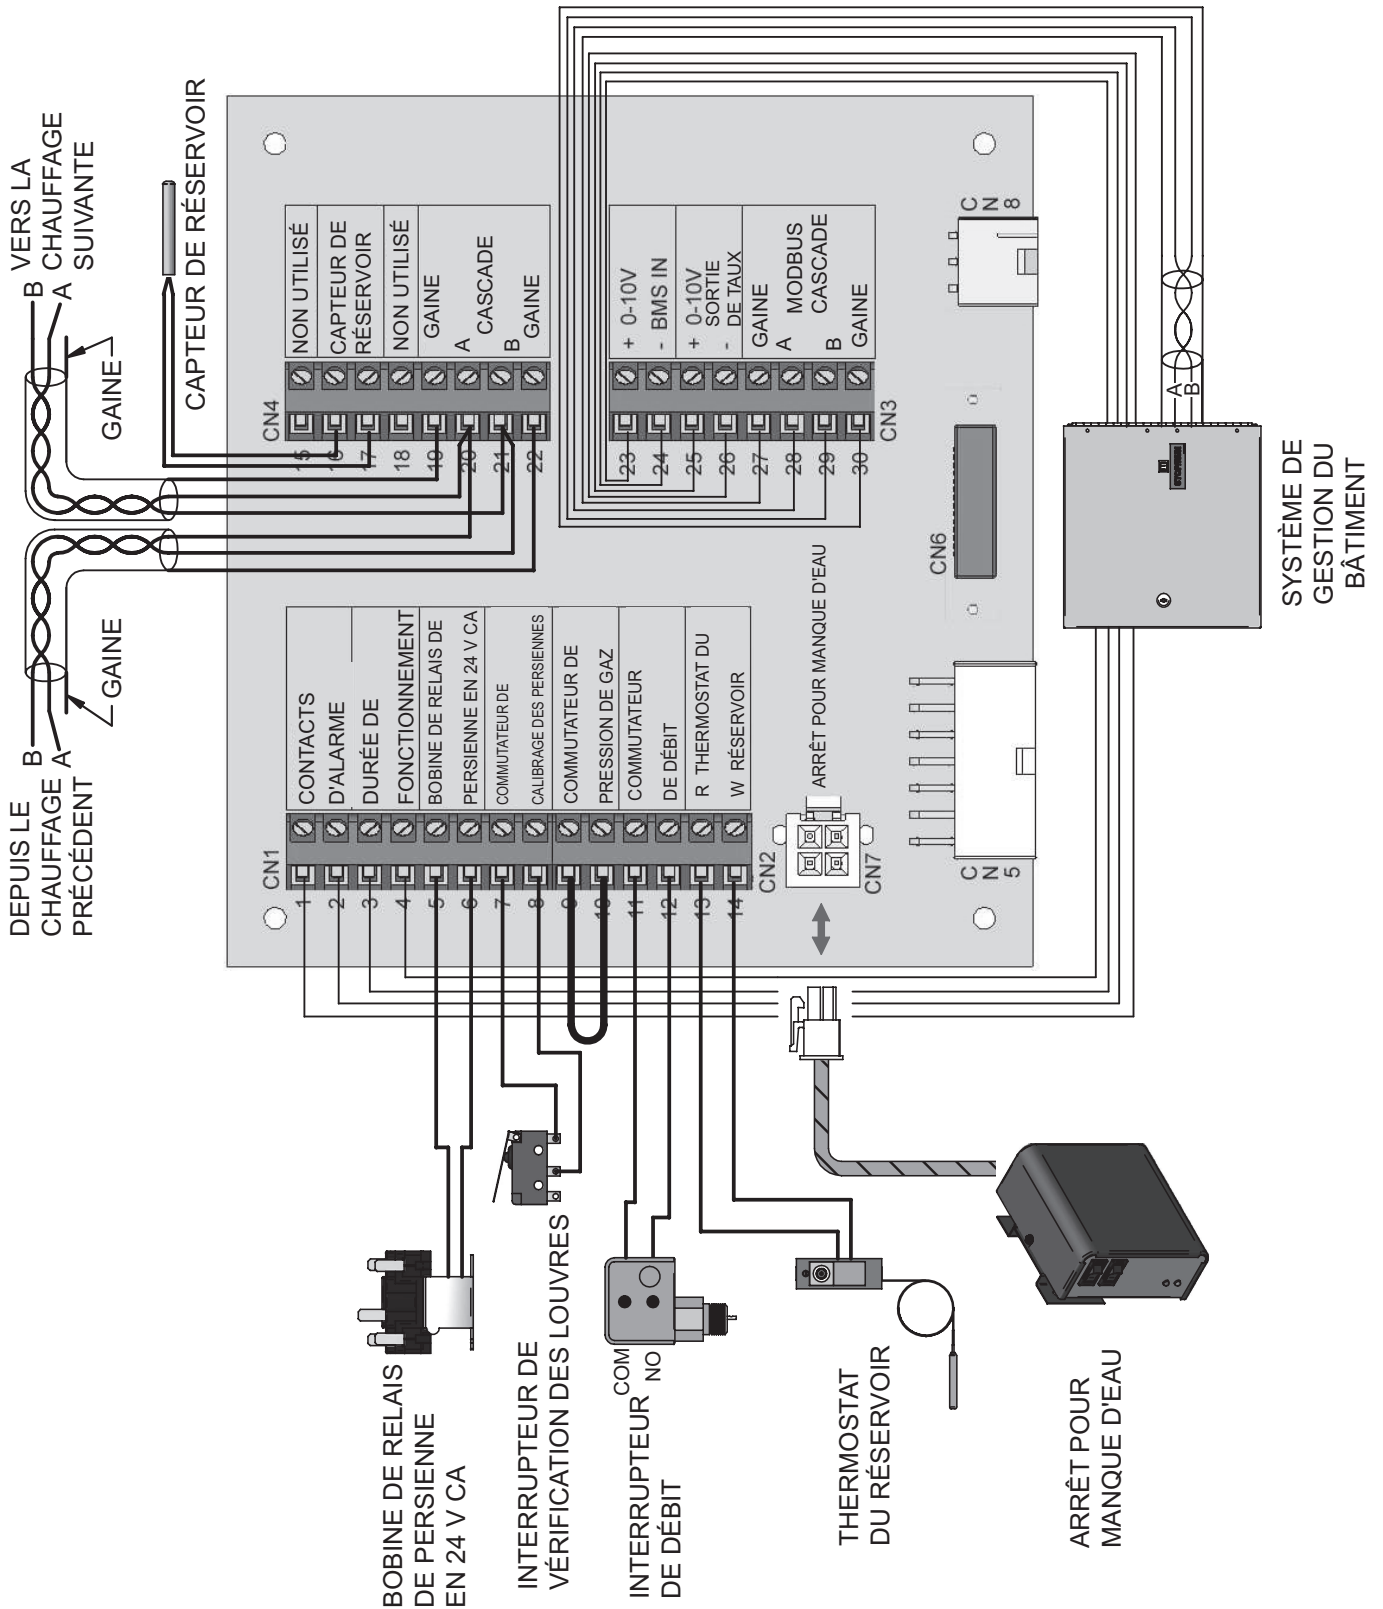 DEPUIS LE
CHAUFFAGE
PRÉCÉDENT
B
A
GAINE
B
A
VERS LA
CHAUFFAGE
SUIVANTE
GAINE
CAPTEUR DE RÉSERVOIR
CN1
1
2
3
4
5
6
7
8
9
10
11
12
13
14
CONTACTS
D'ALARME
DURÉE DE
FONCTIONNEMENT
BOBINE DE RELAIS DE
PERSIENNE EN 24 V CA
COMMUTATEUR DE
CALIBRAGE DES PERSIENNES
COMMUTATEUR DE
PRESSION DE GAZ
COMMUTATEUR
DE DÉBIT
R THERMOSTAT DU
W RÉSERVOIR
CN2
CN4
15
16
17
18
19
20
21
22
NON UTILISÉ
CAPTEUR DE
RÉSERVOIR
NON UTILISÉ
GAINE
A
CASCADE
B
GAINE
23
24
25
26
27
28
29
30
+ 0-10V
- BMS IN
+ 0-10V
SORTIE
DE TAUX
-
GAINE
A
MODBUS
CASCADE
B
GAINE
CN3
CN7
ARRÊT POUR MANQUE D'EAU
CN5
CN6
CN8
A
B
SYSTÈME DE
GESTION DU
BÂTIMENT
BOBINE DE RELAIS
DE PERSIENNE
EN 24 V CA
INTERRUPTEUR DE
VÉRIFICATION DES LOUVRES
COM
NO
INTERRUPTEUR
DE DÉBIT
THERMOSTAT
DU RÉSERVOIR
ARRÊT POUR
MANQUE D'EAU